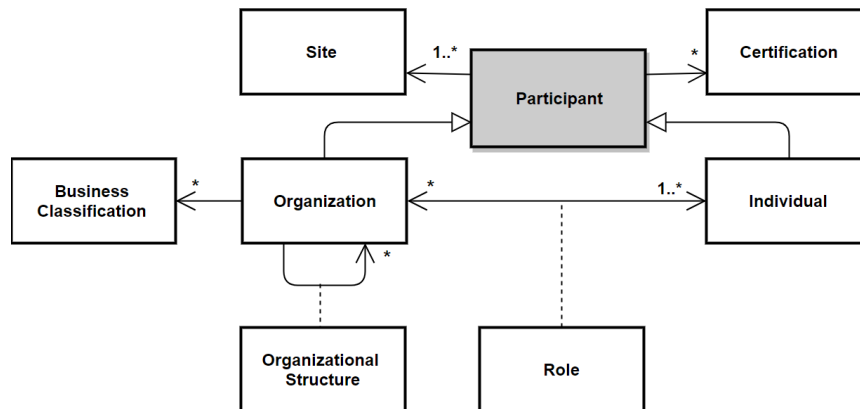 Site
1..*
Participant
*
Certification
Business
Classification
*
Organization
*
1..*
Individual
*
Organizational
Structure
Role